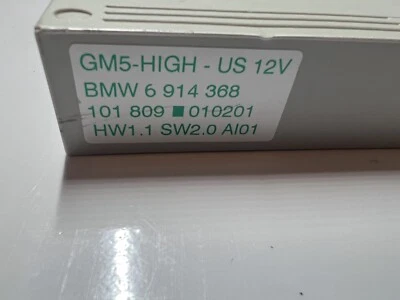 GM5-HIGH - US 12V
BMW 6 914 368
101 809 ■ 010201
HW1.1 SW2.0 AI01